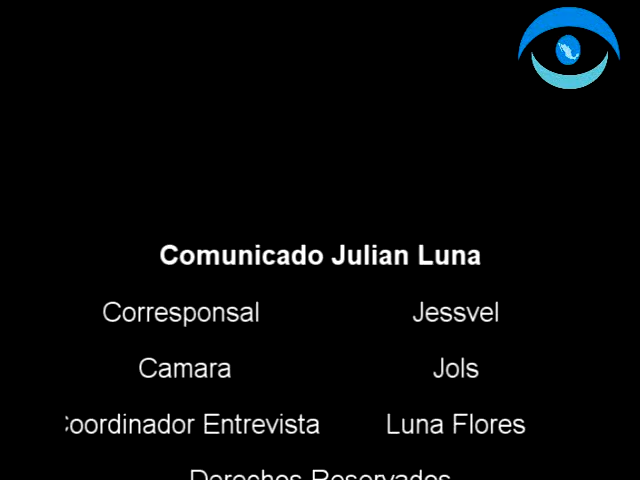 Comunicado Julian Luna
Corresponsal Jessvel
Camara Jols
Coordinador Entrevista Luna Flores
Derechos Reservados